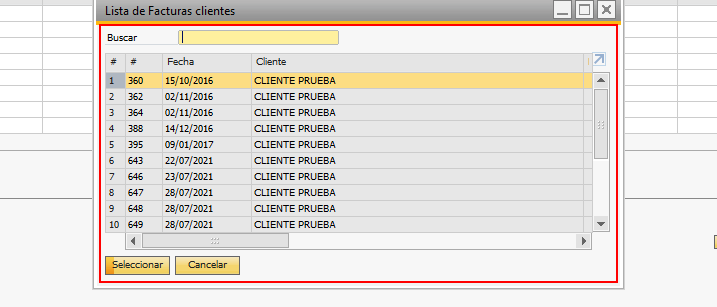 Lista de Facturas clientes
Buscar
# # Fecha Cliente
1 360 15/10/2016 CLIENTE PRUEBA
2 362 02/11/2016 CLIENTE PRUEBA
3 364 02/11/2016 CLIENTE PRUEBA
4 388 14/12/2016 CLIENTE PRUEBA
5 395 09/01/2017 CLIENTE PRUEBA
6 643 22/07/2021 CLIENTE PRUEBA
7 646 23/07/2021 CLIENTE PRUEBA
8 647 28/07/2021 CLIENTE PRUEBA
9 648 28/07/2021 CLIENTE PRUEBA
10 649 28/07/2021 CLIENTE PRUEBA
Seleccionar Cancelar